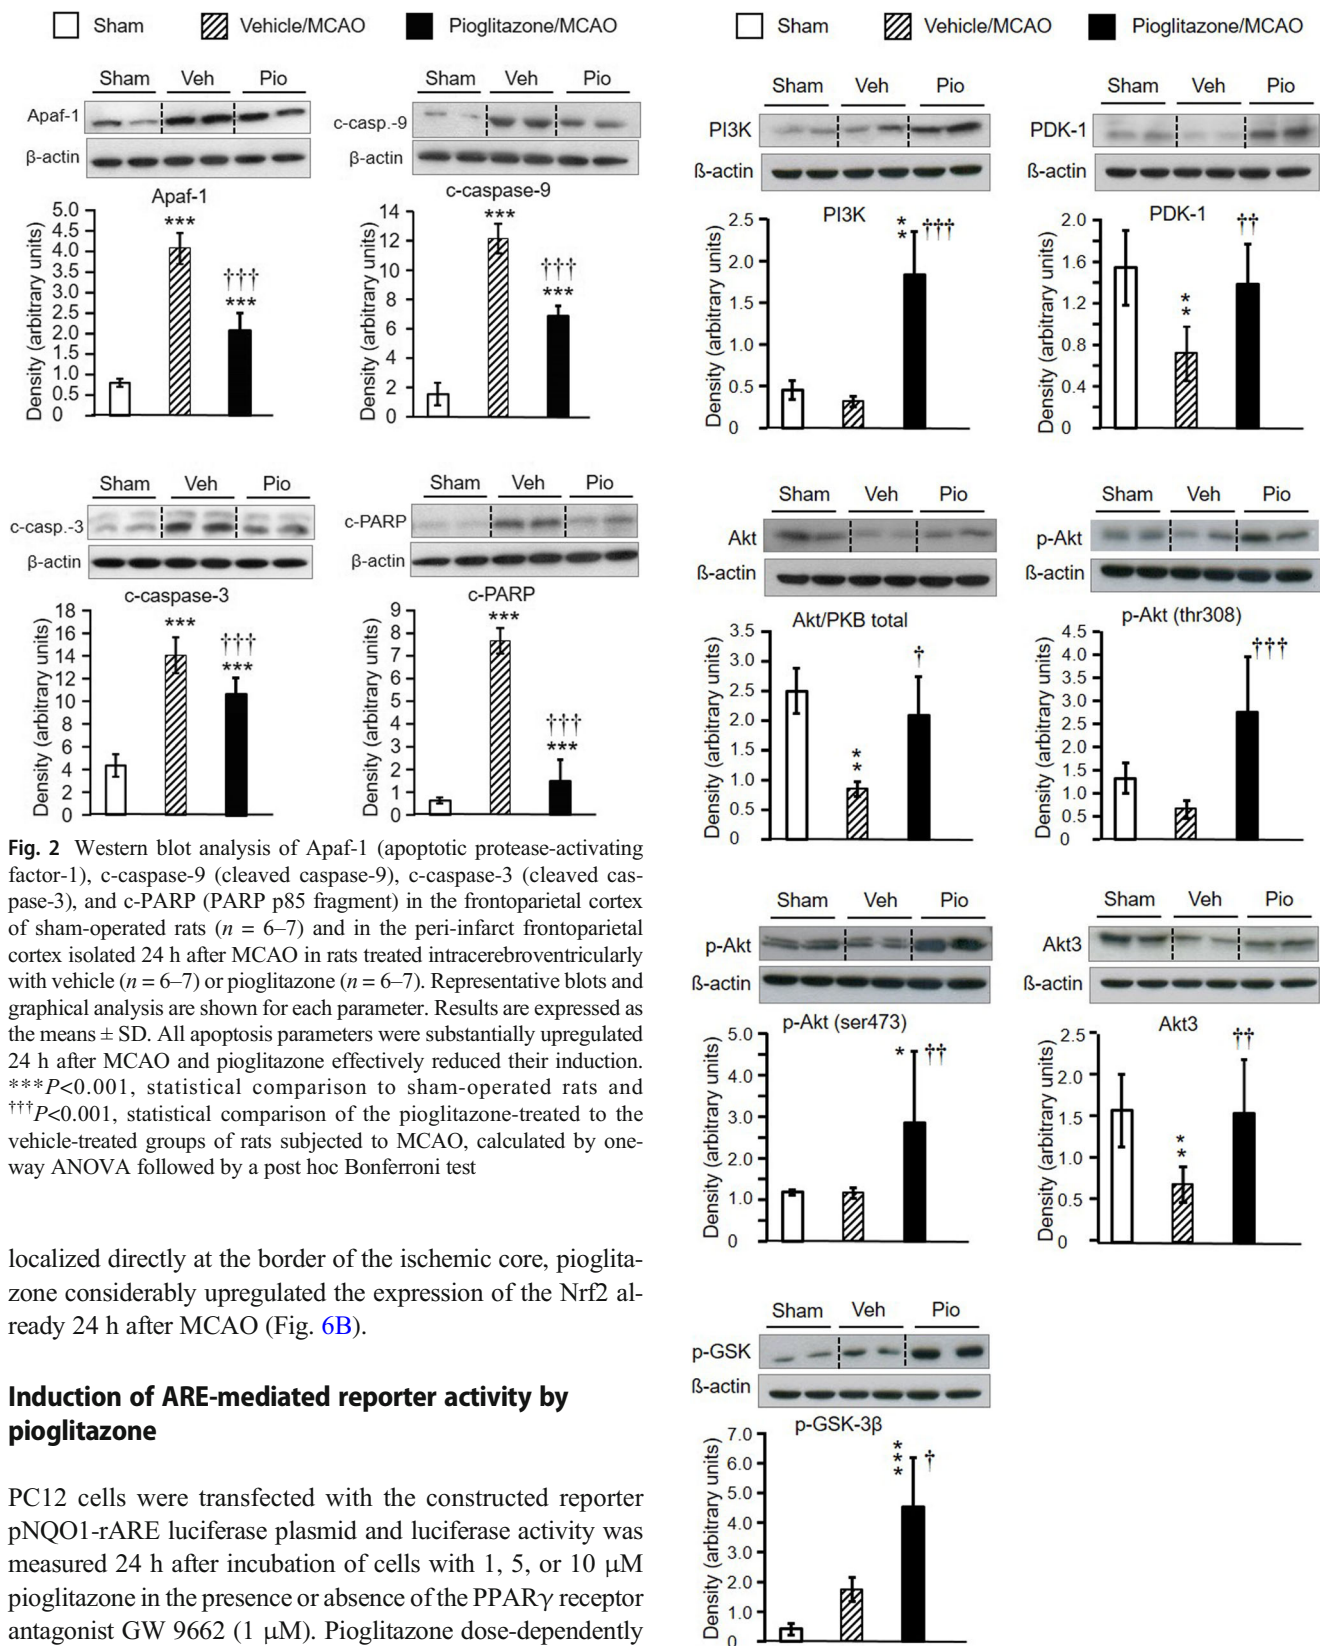 Sham Vehicle/MCAO Pioglitazone/MCAO
Sham Veh Pio
Apaf-1
β-actin
Apaf-1
Density (arbitrary units)
5.0
4.5
4.0
3.5
3.0
2.5
2.0
1.5
1.0
0.5
0
***
†††
***
Sham Veh Pio
c-casp.-9
β-actin
c-caspase-9
Density (arbitrary units)
14
12
10
8
6
4
2
0
***
†††
***
Sham Veh Pio
c-casp.-3
β-actin
c-caspase-3
Density (arbitrary units)
18
16
14
12
10
8
6
4
2
0
***
†††
***
Sham Veh Pio
c-PARP
β-actin
c-PARP
Density (arbitrary units)
9
8
7
6
5
4
3
2
1
0
***
†††
***
Fig. 2 Western blot analysis of Apaf-1 (apoptotic protease-activating
factor-1), c-caspase-9 (cleaved caspase-9), c-caspase-3 (cleaved cas-
pase-3), and c-PARP (PARP p85 fragment) in the frontoparietal cortex
of sham-operated rats (n = 6–7) and in the peri-infarct frontoparietal
cortex isolated 24 h after MCAO in rats treated intracerebroventricularly
with vehicle (n = 6–7) or pioglitazone (n = 6–7). Representative blots and
graphical analysis are shown for each parameter. Results are expressed as
the means ± SD. All apoptosis parameters were substantially upregulated
24 h after MCAO and pioglitazone effectively reduced their induction.
***P<0.001, statistical comparison to sham-operated rats and
†††P<0.001, statistical comparison of the pioglitazone-treated to the
vehicle-treated groups of rats subjected to MCAO, calculated by one-
way ANOVA followed by a post hoc Bonferroni test
localized directly at the border of the ischemic core, pioglita-
zone considerably upregulated the expression of the Nrf2 al-
ready 24 h after MCAO (Fig. 6B).
Induction of ARE-mediated reporter activity by
pioglitazone
PC12 cells were transfected with the constructed reporter
pNQO1-rARE luciferase plasmid and luciferase activity was
measured 24 h after incubation of cells with 1, 5, or 10 μM
pioglitazone in the presence or absence of the PPARγ receptor
antagonist GW 9662 (1 μM). Pioglitazone dose-dependently
Sham Vehicle/MCAO Pioglitazone/MCAO
Sham Veh Pio
PI3K
ß-actin
PI3K
Density (arbitrary units)
2.5
2.0
1.5
1.0
0.5
0
**
†††
Sham Veh Pio
PDK-1
ß-actin
PDK-1
Density (arbitrary units)
2.0
1.6
1.2
0.8
0.4
0
**
††
Sham Veh Pio
Akt
ß-actin
Akt/PKB total
Density (arbitrary units)
3.5
3.0
2.5
2.0
1.5
1.0
0.5
0
**
†
Sham Veh Pio
p-Akt
ß-actin
p-Akt (thr308)
Density (arbitrary units)
4.5
4.0
3.5
3.0
2.5
2.0
1.5
1.0
0.5
0
†††
Sham Veh Pio
p-Akt
ß-actin
p-Akt (ser473)
Density (arbitrary units)
5.0
4.0
3.0
2.0
1.0
0
* ††
Sham Veh Pio
Akt3
ß-actin
Akt3
Density (arbitrary units)
2.5
2.0
1.5
1.0
0.5
0
**
††
Sham Veh Pio
p-GSK
ß-actin
p-GSK-3β
Density (arbitrary units)
7.0
6.0
5.0
4.0
3.0
2.0
1.0
0
***
†